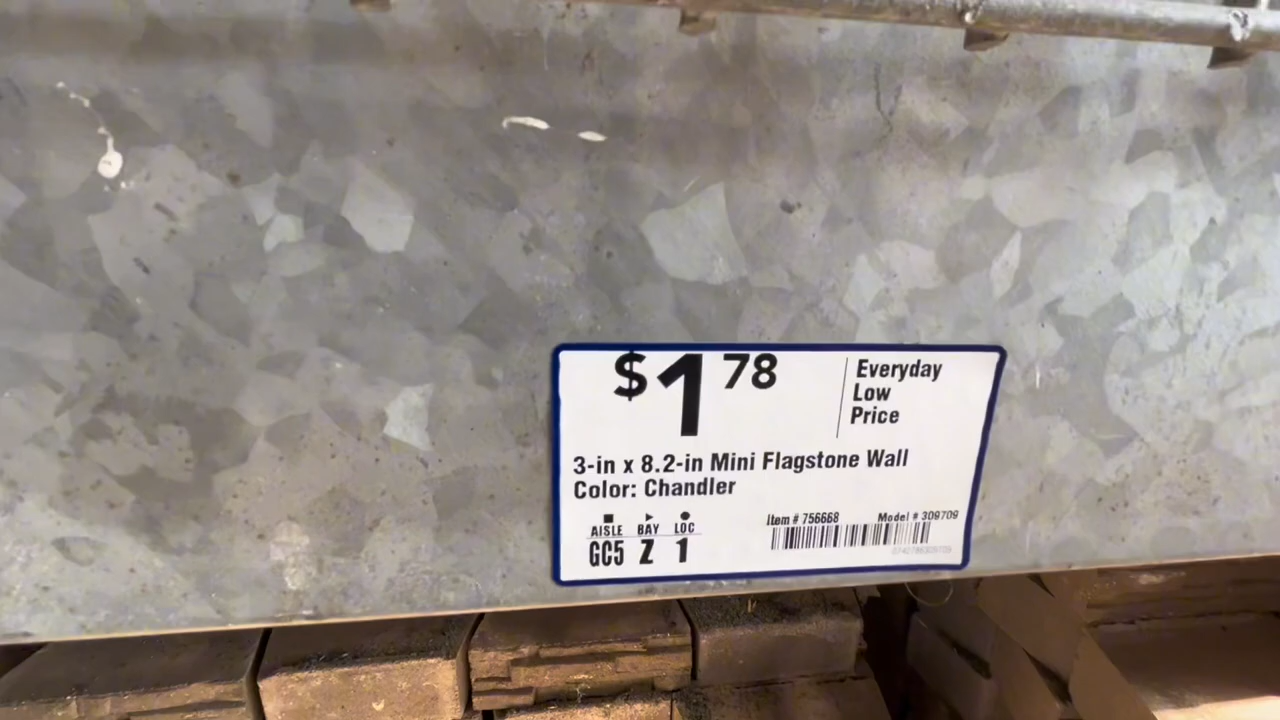 $1 78
Everyday
Low
Price
3-in x 8.2-in Mini Flagstone Wall
Color: Chandler
AISLE BAY LOC
GC5 Z 1
Item # 756668 Model # 309709